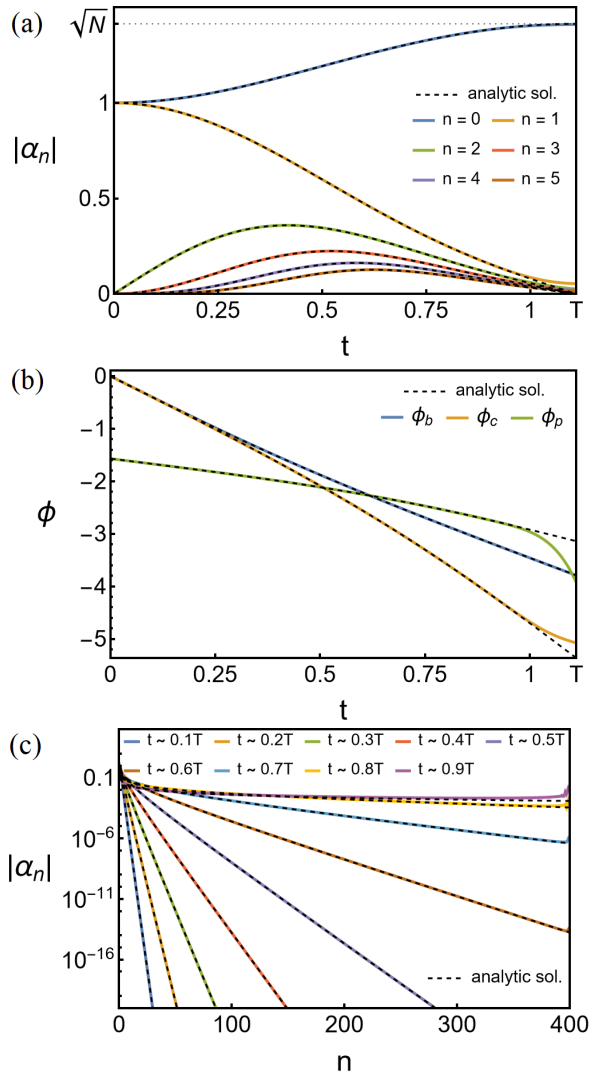 (a)
√N
1
|αₙ|
0.5
0
analytic sol.
n = 0 n = 1
n = 2 n = 3
n = 4 n = 5
0 0.25 0.5 0.75 1 T
t
(b)
0
−1
−2
ϕ
−3
−4
−5
analytic sol.
ϕ_b ϕ_c ϕ_p
0 0.25 0.5 0.75 1 T
t
(c)
t ~ 0.1T t ~ 0.2T t ~ 0.3T t ~ 0.4T t ~ 0.5T
t ~ 0.6T t ~ 0.7T t ~ 0.8T t ~ 0.9T
0.1
10⁻⁶
|αₙ|
10⁻¹¹
10⁻¹⁶
analytic sol.
0 100 200 300 400
n